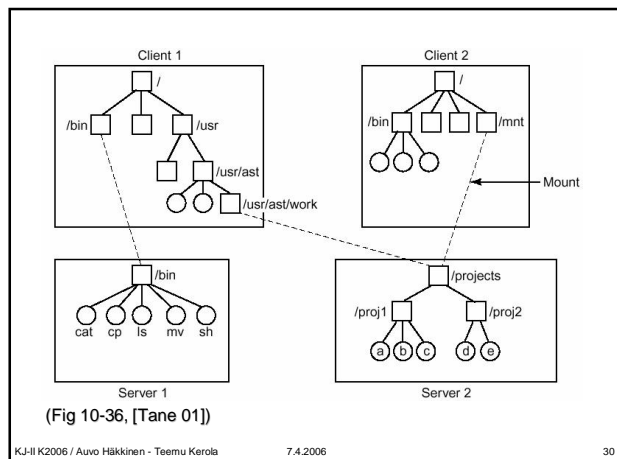 Client 1
Client 2
/
/
/bin
/usr
/bin
/mnt
/usr/ast
Mount
/usr/ast/work
/bin
/projects
/proj1
/proj2
cat
cp
ls
mv
sh
a
b
c
d
e
Server 1
Server 2
(Fig 10-36, [Tane 01])
KJ-II K2006 / Auvo Häkkinen - Teemu Kerola 7.4.2006 30